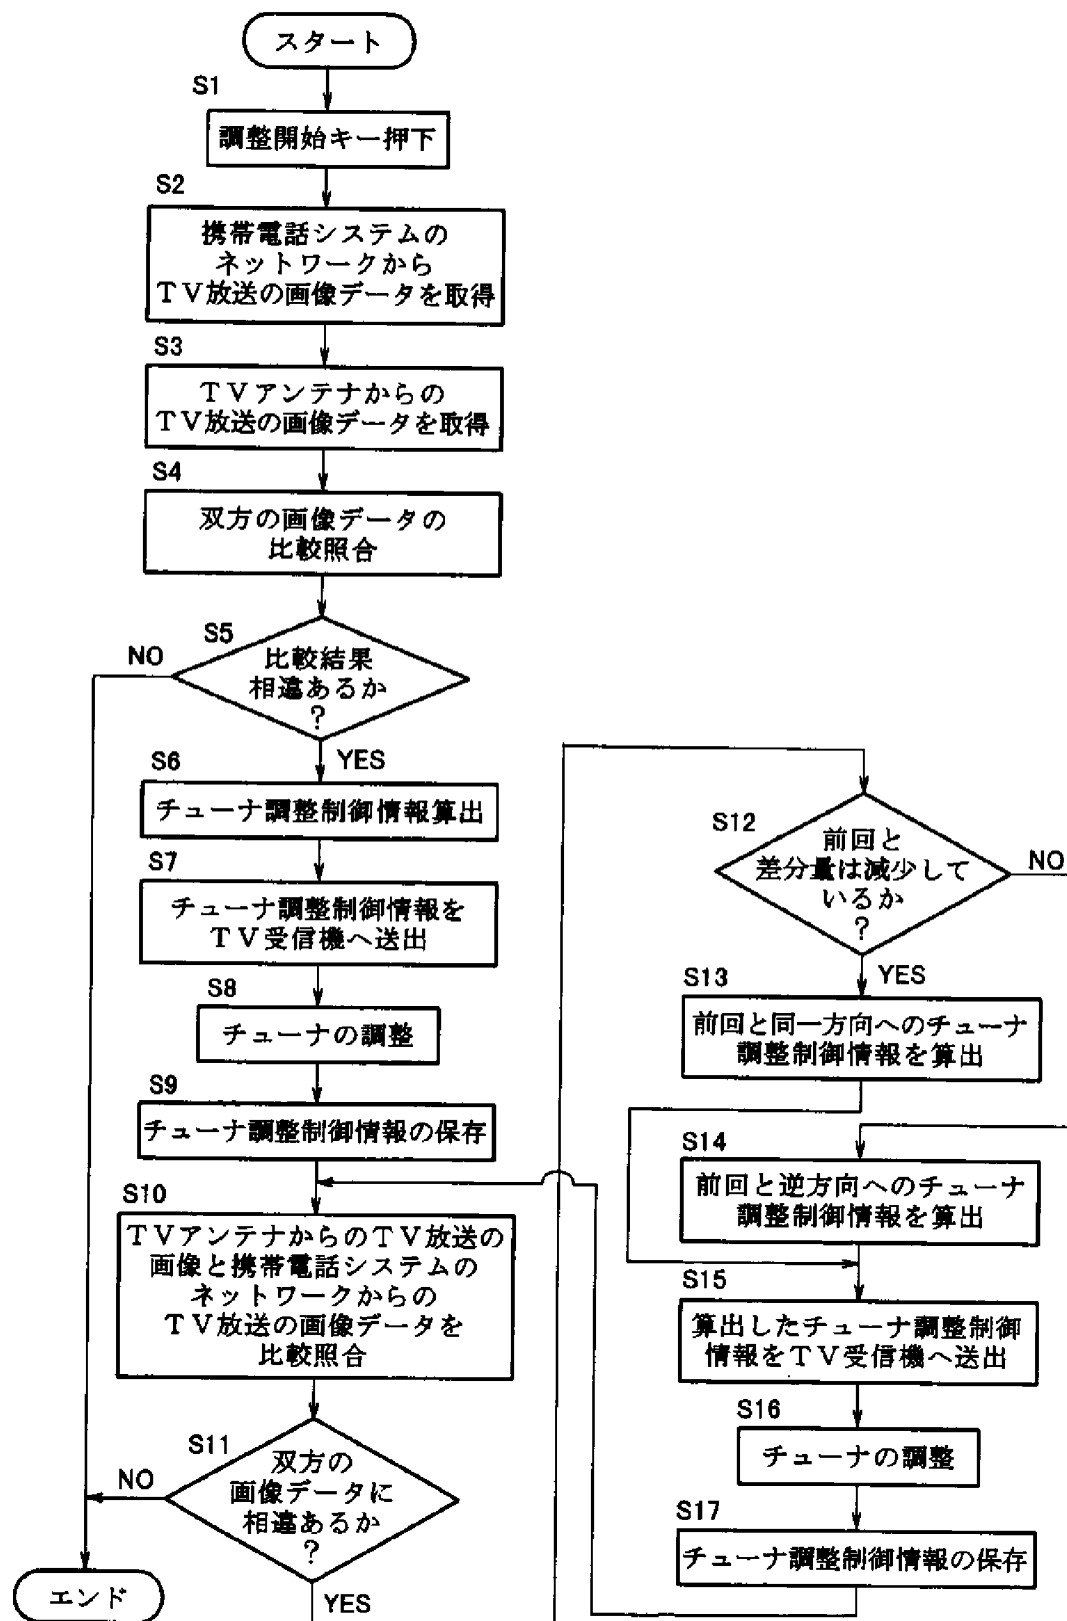 スタート
S1
調整開始キー押下
S2
携帯電話システムの
ネットワークから
TV放送の画像データを取得
S3
TVアンテナからの
TV放送の画像データを取得
S4
双方の画像データの
比較照合
S5
NO
比較結果
相違あるか
?
YES
S6
チューナ調整制御情報算出
S7
チューナ調整制御情報を
TV受信機へ送出
S8
チューナの調整
S9
チューナ調整制御情報の保存
S10
TVアンテナからのTV放送の
画像と携帯電話システムの
ネットワークからの
TV放送の画像データを
比較照合
S11
NO
双方の
画像データに
相違あるか
?
YES
エンド
S12
前回と
差分量は減少して
いるか
?
NO
YES
S13
前回と同一方向へのチューナ
調整制御情報を算出
S14
前回と逆方向へのチューナ
調整制御情報を算出
S15
算出したチューナ調整制御
情報をTV受信機へ送出
S16
チューナの調整
S17
チューナ調整制御情報の保存